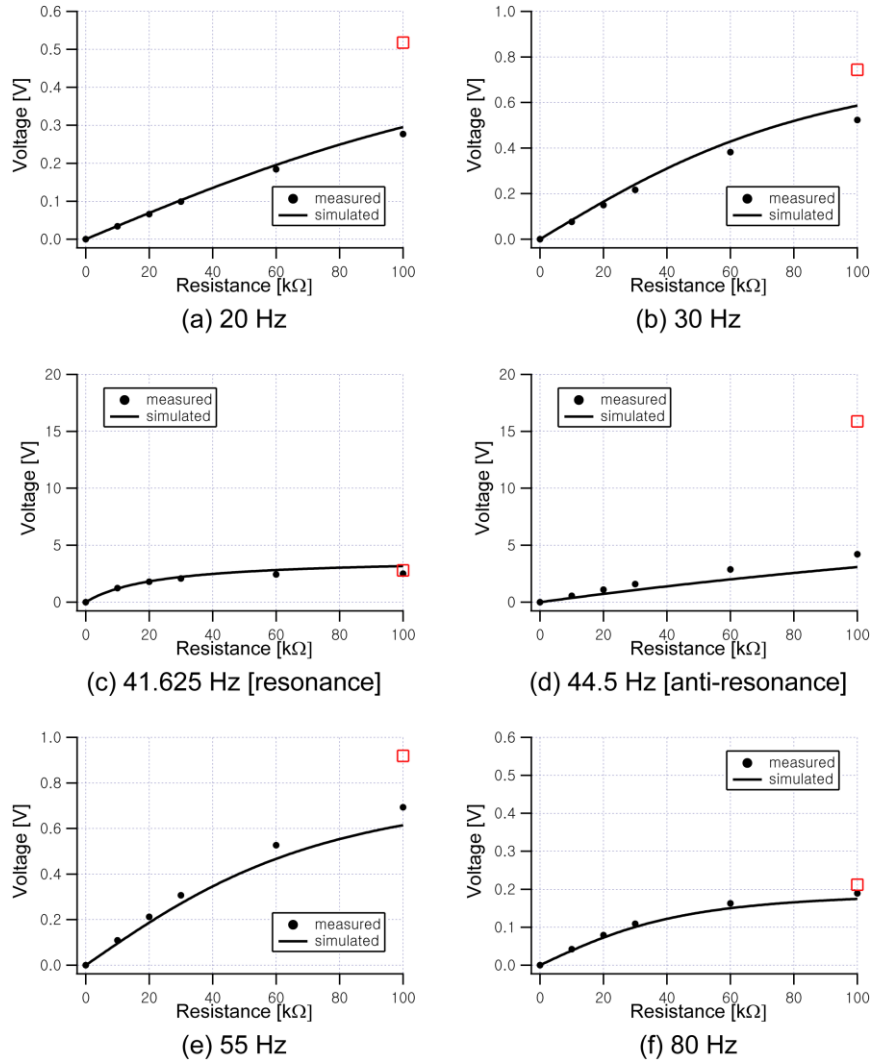 0.6
0.5
0.4
0.3
0.2
0.1
0.0
Voltage [V]
measured
simulated
0 20 40 60 80 100
Resistance [kΩ]
(a) 20 Hz
1.0
0.8
0.6
0.4
0.2
0.0
Voltage [V]
measured
simulated
0 20 40 60 80 100
Resistance [kΩ]
(b) 30 Hz
20
15
10
5
0
Voltage [V]
measured
simulated
0 20 40 60 80 100
Resistance [kΩ]
(c) 41.625 Hz [resonance]
20
15
10
5
0
Voltage [V]
measured
simulated
0 20 40 60 80 100
Resistance [kΩ]
(d) 44.5 Hz [anti-resonance]
1.0
0.8
0.6
0.4
0.2
0.0
Voltage [V]
measured
simulated
0 20 40 60 80 100
Resistance [kΩ]
(e) 55 Hz
0.6
0.5
0.4
0.3
0.2
0.1
0.0
Voltage [V]
measured
simulated
0 20 40 60 80 100
Resistance [kΩ]
(f) 80 Hz